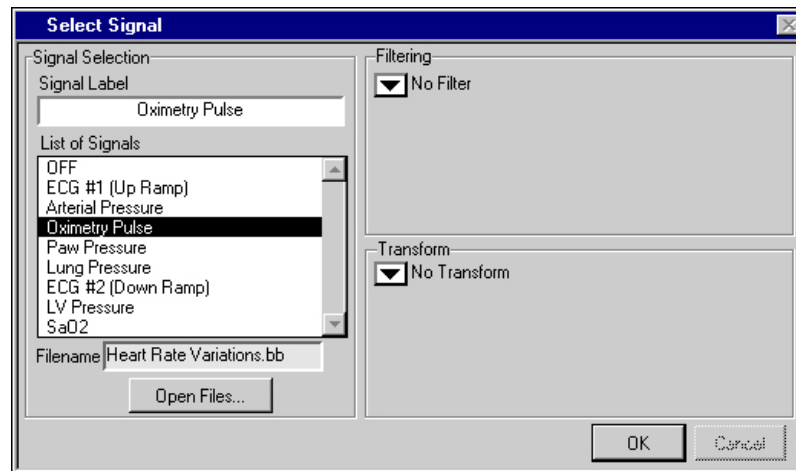 Select Signal
Signal Selection
Signal Label
Oximetry Pulse
List of Signals
OFF
ECG #1 (Up Ramp)
Arterial Pressure
Oximetry Pulse
Paw Pressure
Lung Pressure
ECG #2 (Down Ramp)
LV Pressure
SaO2
Filename Heart Rate Variations.bb
Open Files...
Filtering
No Filter
Transform
No Transform
OK
Cancel